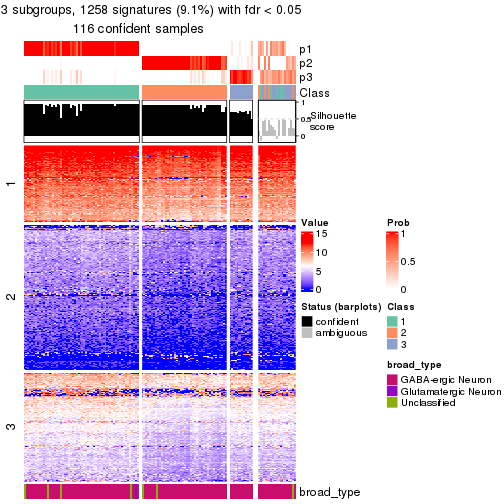 3 subgroups, 1258 signatures (9.1%) with fdr < 0.05
116 confident samples
p1
p2
p3
Class
1
0.5
0
Silhouette
score
1
2
3
Value
15
10
5
0
Prob
1
0.5
0
Status (barplots)
confident
ambiguous
Class
1
2
3
broad_type
GABA-ergic Neuron
Glutamatergic Neuron
Unclassified
broad_type